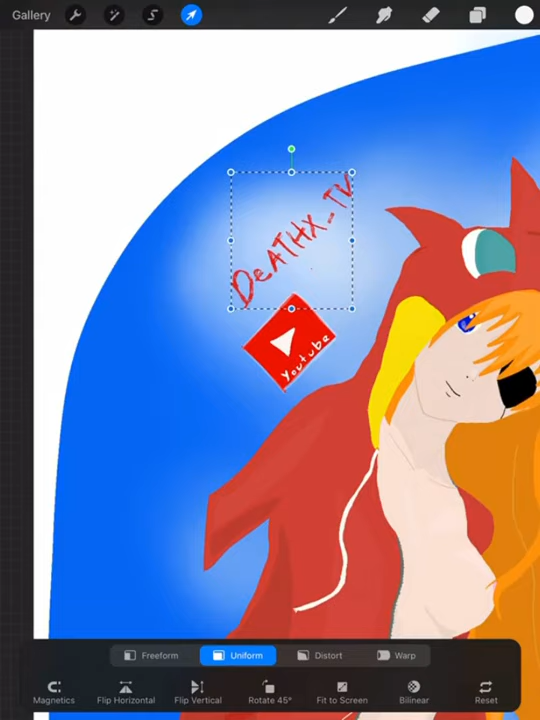 Gallery
DeATHX_TV
Youtube
Freeform Uniform Distort Warp
Magnetics Flip Horizontal Flip Vertical Rotate 45° Fit to Screen Bilinear Reset